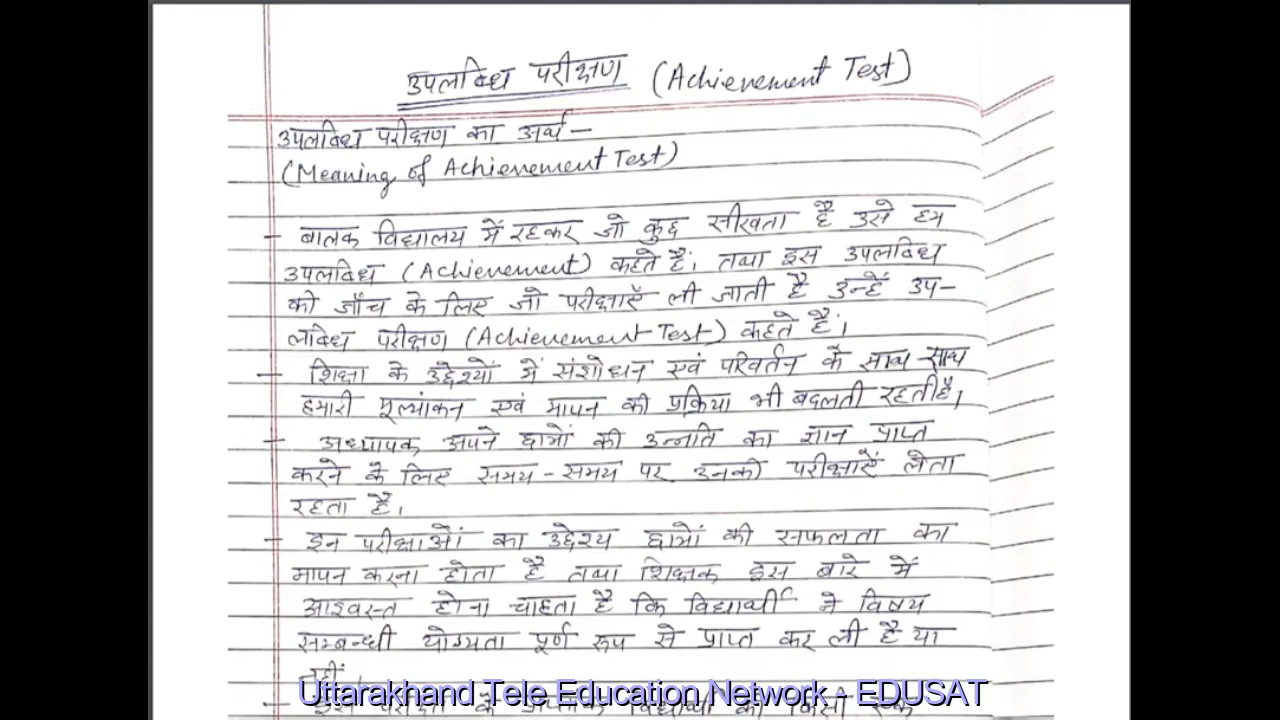 उपलब्धि परीक्षण (Achievement Test)
उपलब्धि परीक्षण का अर्थ –
(Meaning of Achievement Test)
- बालक विद्यालय में रहकर जो कुछ सीखता है उसे हम
उपलब्धि (Achievement) कहते हैं। तथा इस उपलब्धि
की जाँच के लिए जो परीक्षाएँ ली जाती है उन्हें उप-
लब्धि परीक्षण (Achievement Test) कहते हैं।
- शिक्षा के उद्देश्यों में संशोधन एवं परिवर्तन के साथ-साथ
हमारी मूल्यांकन एवं मापन की प्रक्रिया भी बदलती रहती है।
- अध्यापक अपने छात्रों की उन्नति का ज्ञान प्राप्त
करने के लिए समय-समय पर उनकी परीक्षाएँ लेता
रहता है।
- इन परीक्षाओं का उद्देश्य छात्रों की सफलता का
मापन करना होता है तथा शिक्षक इस बारे में
आश्वस्त होना चाहता है कि विद्यार्थी ने विषय
सम्बन्धी योग्यता पूर्ण रूप से प्राप्त कर ली है या
नहीं।
Uttarakhand Tele Education Network - EDUSAT